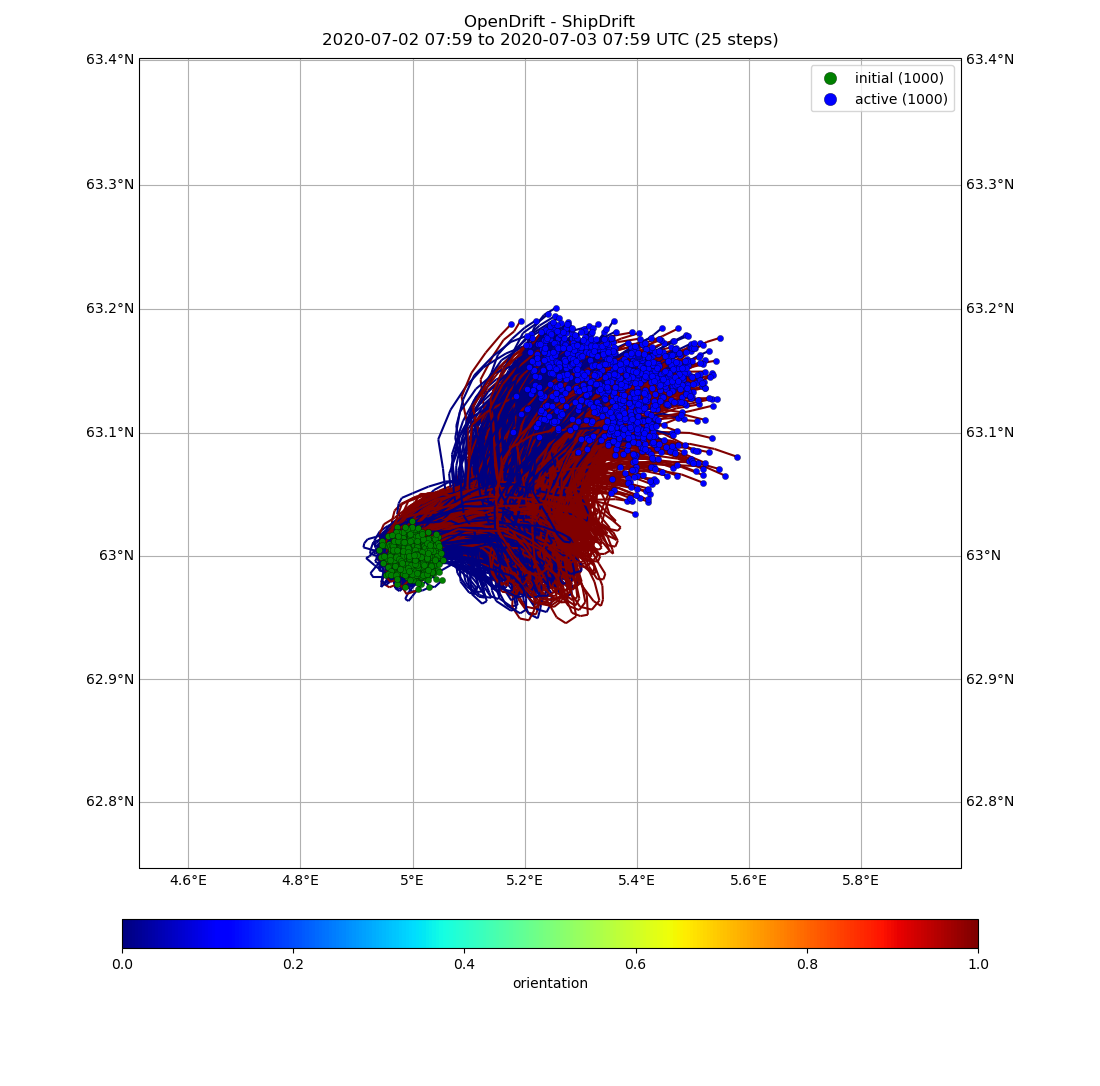 OpenDrift - ShipDrift
2020-07-02 07:59 to 2020-07-03 07:59 UTC (25 steps)
63.4°N 63.4°N
initial (1000)
active (1000)
63.3°N 63.3°N
63.2°N 63.2°N
63.1°N 63.1°N
63°N 63°N
62.9°N 62.9°N
62.8°N 62.8°N
4.6°E 4.8°E 5°E 5.2°E 5.4°E 5.6°E 5.8°E
0.0 0.2 0.4 0.6 0.8 1.0
orientation